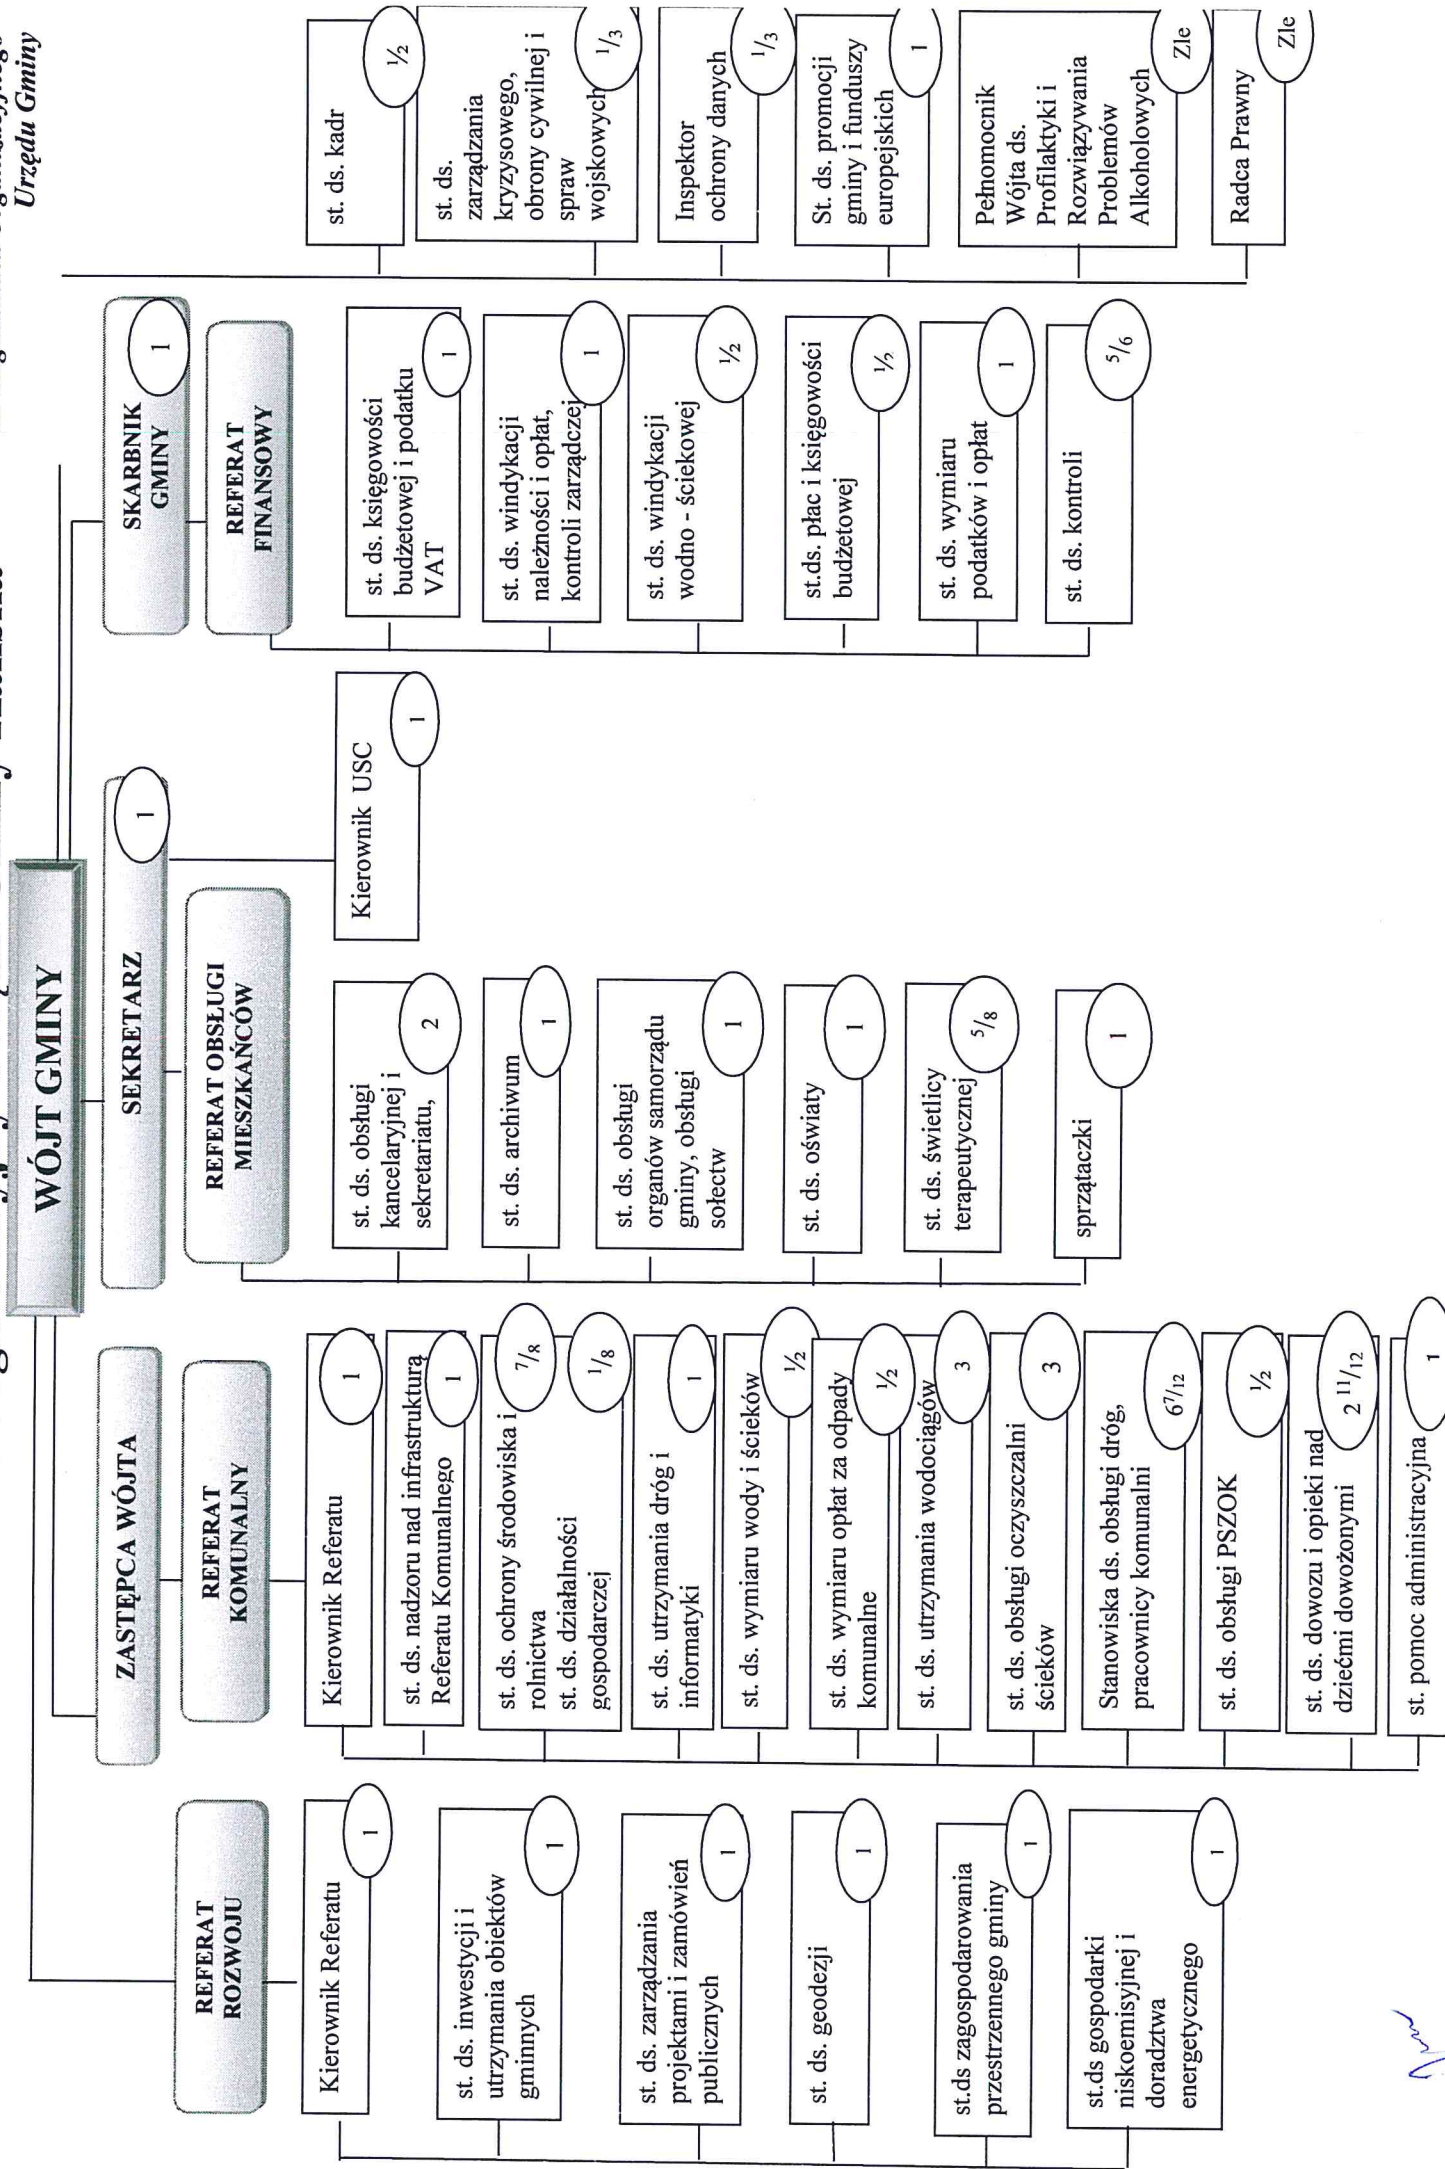 Urzędu Gminy
WÓJT GMINY
ZASTĘPCA WÓJTA
SEKRETARZ
1
SKARBNIK
GMINY
1
REFERAT
ROZWOJU
Kierownik Referatu
1
st. ds. inwestycji i
utrzymania obiektów
gminnych
1
st. ds. zarządzania
projektami i zamówień
publicznych
1
st. ds. geodezji
1
st.ds zagospodarowania
przestrzennego gminy
1
st.ds gospodarki
niskoemisyjnej i
doradztwa
energetycznego
1
REFERAT
KOMUNALNY
Kierownik Referatu
1
st. ds. nadzoru nad infrastrukturą
Referatu Komunalnego
1
st. ds. ochrony środowiska i
rolnictwa
7/8
st. ds. działalności
gospodarczej
1/8
st. ds. utrzymania dróg i
informatyki
1
st. ds. wymiaru wody i ścieków
½
st. ds. wymiaru opłat za odpady
komunalne
½
st. ds. utrzymania wodociągów
3
st. ds. obsługi oczyszczalni
ścieków
3
Stanowiska ds. obsługi dróg,
pracownicy komunalni
6 7/12
st. ds. obsługi PSZOK
½
st. ds. dowozu i opieki nad
dziećmi dowożonymi
2 11/12
st. pomoc administracyjna
1
REFERAT OBSŁUGI
MIESZKAŃCÓW
st. ds. obsługi
kancelaryjnej i
sekretariatu,
2
st. ds. archiwum
1
st. ds. obsługi
organów samorządu
gminy, obsługi
sołectw
1
st. ds. oświaty
1
st. ds. świetlicy
terapeutycznej
5/8
sprzątaczki
1
Kierownik USC
1
REFERAT
FINANSOWY
st. ds. księgowości
budżetowej i podatku
VAT
1
st. ds. windykacji
należności i opłat,
kontroli zarządczej
1
st. ds. windykacji
wodno - ściekowej
½
st.ds. płac i księgowości
budżetowej
½
st. ds. wymiaru
podatków i opłat
1
st. ds. kontroli
5/6
st. ds. kadr
½
st. ds.
zarządzania
kryzysowego,
obrony cywilnej i
spraw
wojskowych
1/3
Inspektor
ochrony danych
1/3
St. ds. promocji
gminy i funduszy
europejskich
1
Pełnomocnik
Wójta ds.
Profilaktyki i
Rozwiązywania
Problemów
Alkoholowych
Zle
Radca Prawny
Zle